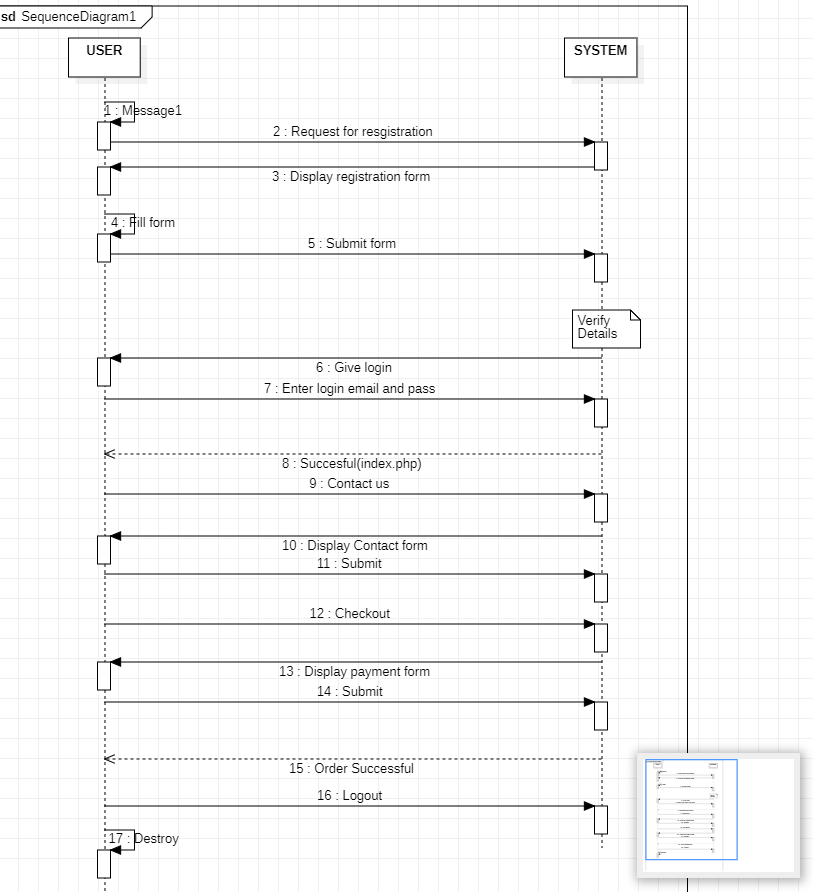 sd SequenceDiagram1
USER
SYSTEM
1 : Message1
2 : Request for resgistration
3 : Display registration form
4 : Fill form
5 : Submit form
Verify
Details
6 : Give login
7 : Enter login email and pass
8 : Succesful(index.php)
9 : Contact us
10 : Display Contact form
11 : Submit
12 : Checkout
13 : Display payment form
14 : Submit
15 : Order Successful
16 : Logout
17 : Destroy